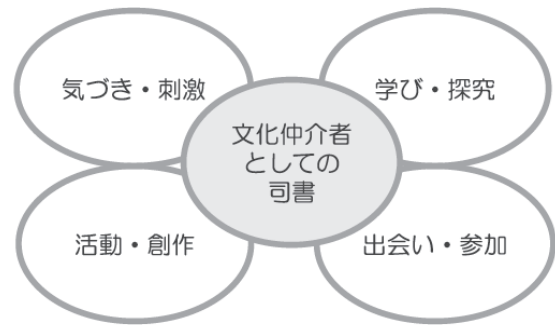 気づき・刺激
学び・探究
文化仲介者
としての
司書
活動・創作
出会い・参加